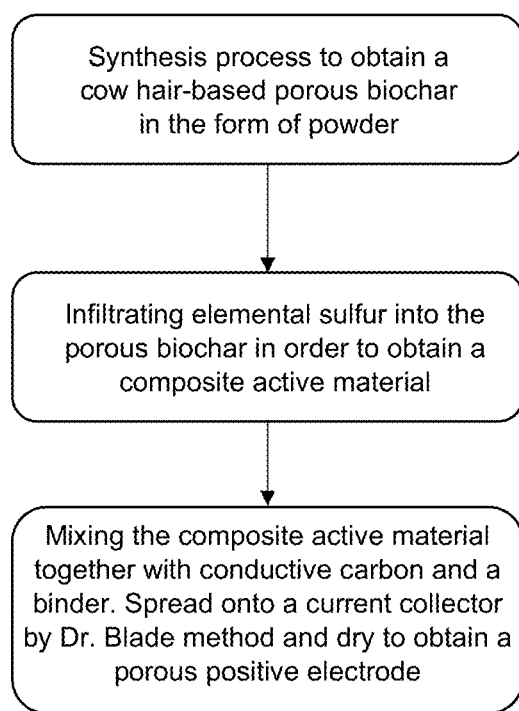 Synthesis process to obtain a
cow hair-based porous biochar
in the form of powder
Infiltrating elemental sulfur into the
porous biochar in order to obtain a
composite active material
Mixing the composite active material
together with conductive carbon and a
binder. Spread onto a current collector
by Dr. Blade method and dry to obtain a
porous positive electrode